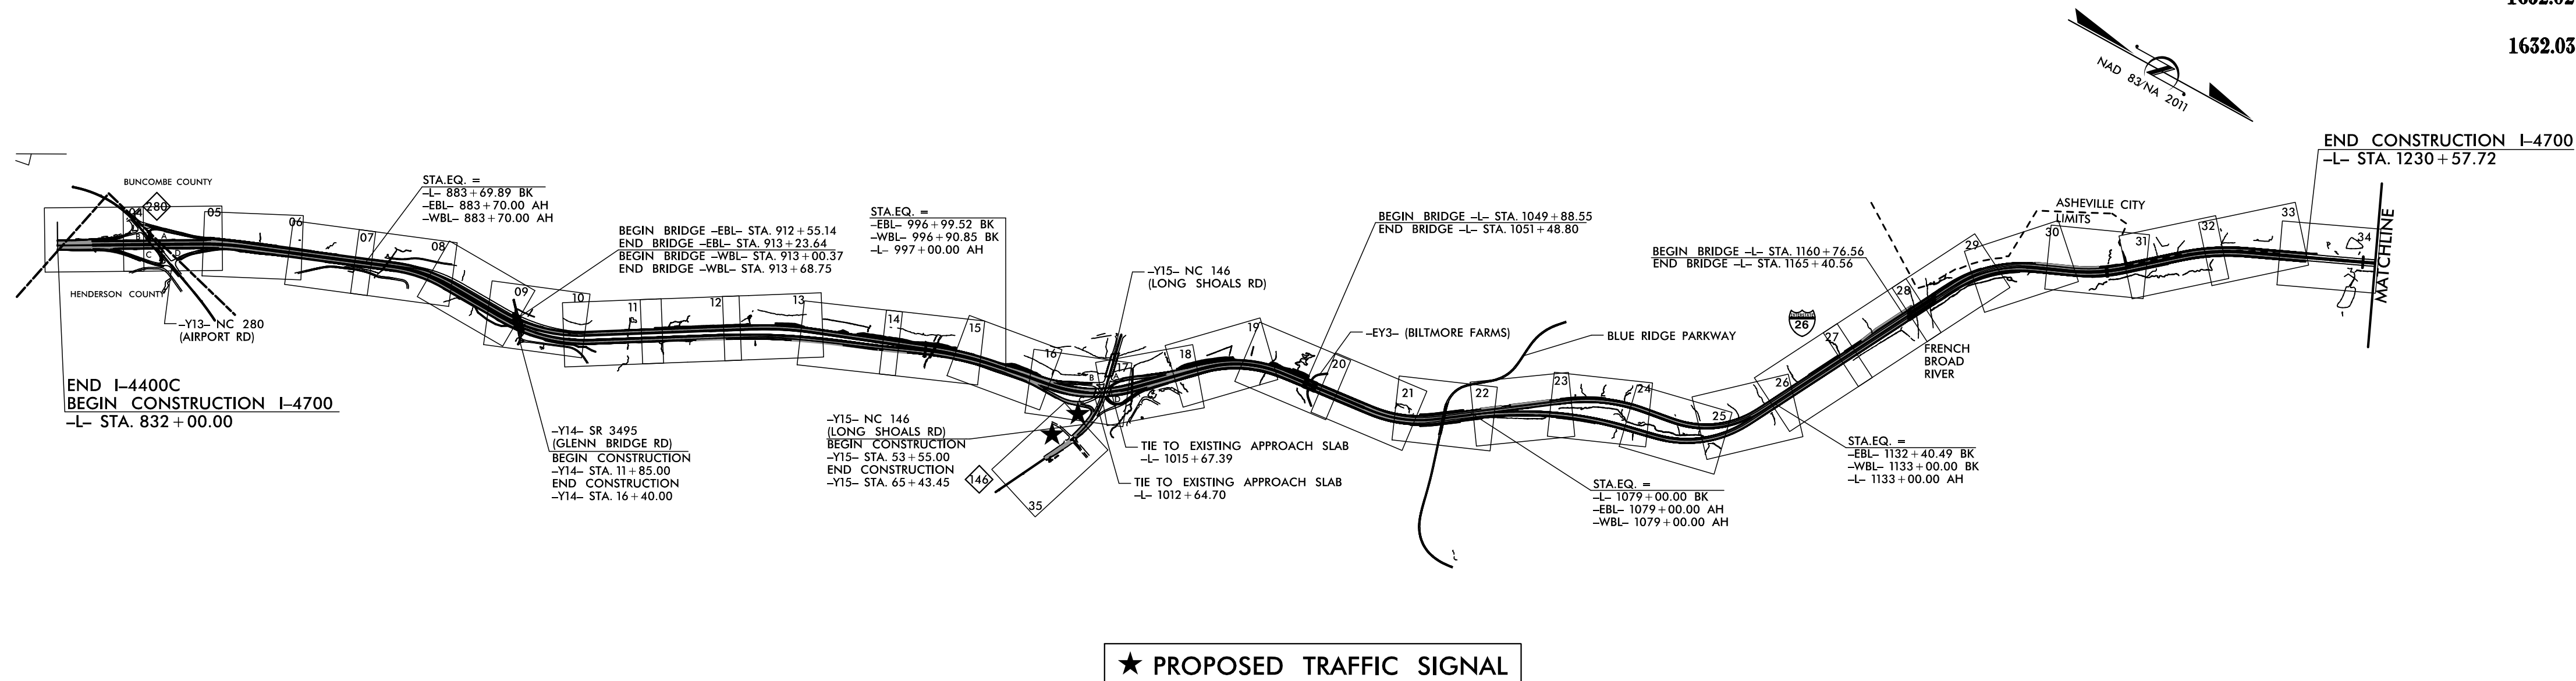 1632.03
NAD 83/NA 2011
END CONSTRUCTION I-4700
-L- STA. 1230+57.72
MATCHLINE
BUNCOMBE COUNTY
280
HENDERSON COUNTY
-Y13- NC 280
(AIRPORT RD)
END I-4400C
BEGIN CONSTRUCTION I-4700
-L- STA. 832+00.00
STA.EQ. =
-L- 883+69.89 BK
-EBL- 883+70.00 AH
-WBL- 883+70.00 AH
BEGIN BRIDGE -EBL- STA. 912+55.14
END BRIDGE -EBL- STA. 913+23.64
BEGIN BRIDGE -WBL- STA. 913+00.37
END BRIDGE -WBL- STA. 913+68.75
-Y14- SR 3495
(GLENN BRIDGE RD)
BEGIN CONSTRUCTION
-Y14- STA. 11+85.00
END CONSTRUCTION
-Y14- STA. 16+40.00
STA.EQ. =
-EBL- 996+99.52 BK
-WBL- 996+90.85 BK
-L- 997+00.00 AH
-Y15- NC 146
(LONG SHOALS RD)
BEGIN CONSTRUCTION
-Y15- STA. 53+55.00
END CONSTRUCTION
-Y15- STA. 65+43.45
146
-Y15- NC 146
(LONG SHOALS RD)
TIE TO EXISTING APPROACH SLAB
-L- 1015+67.39
TIE TO EXISTING APPROACH SLAB
-L- 1012+64.70
BEGIN BRIDGE -L- STA. 1049+88.55
END BRIDGE -L- STA. 1051+48.80
-EY3- (BILTMORE FARMS)
BLUE RIDGE PARKWAY
STA.EQ. =
-L- 1079+00.00 BK
-EBL- 1079+00.00 AH
-WBL- 1079+00.00 AH
BEGIN BRIDGE -L- STA. 1160+76.56
END BRIDGE -L- STA. 1165+40.56
26
FRENCH
BROAD
RIVER
STA.EQ. =
-EBL- 1132+40.49 BK
-WBL- 1133+00.00 BK
-L- 1133+00.00 AH
ASHEVILLE CITY
LIMITS
04
05
06
07
08
09
10
11
12
13
14
15
16
17
18
19
20
21
22
23
24
25
26
27
28
29
30
31
32
33
34
35
★ PROPOSED TRAFFIC SIGNAL